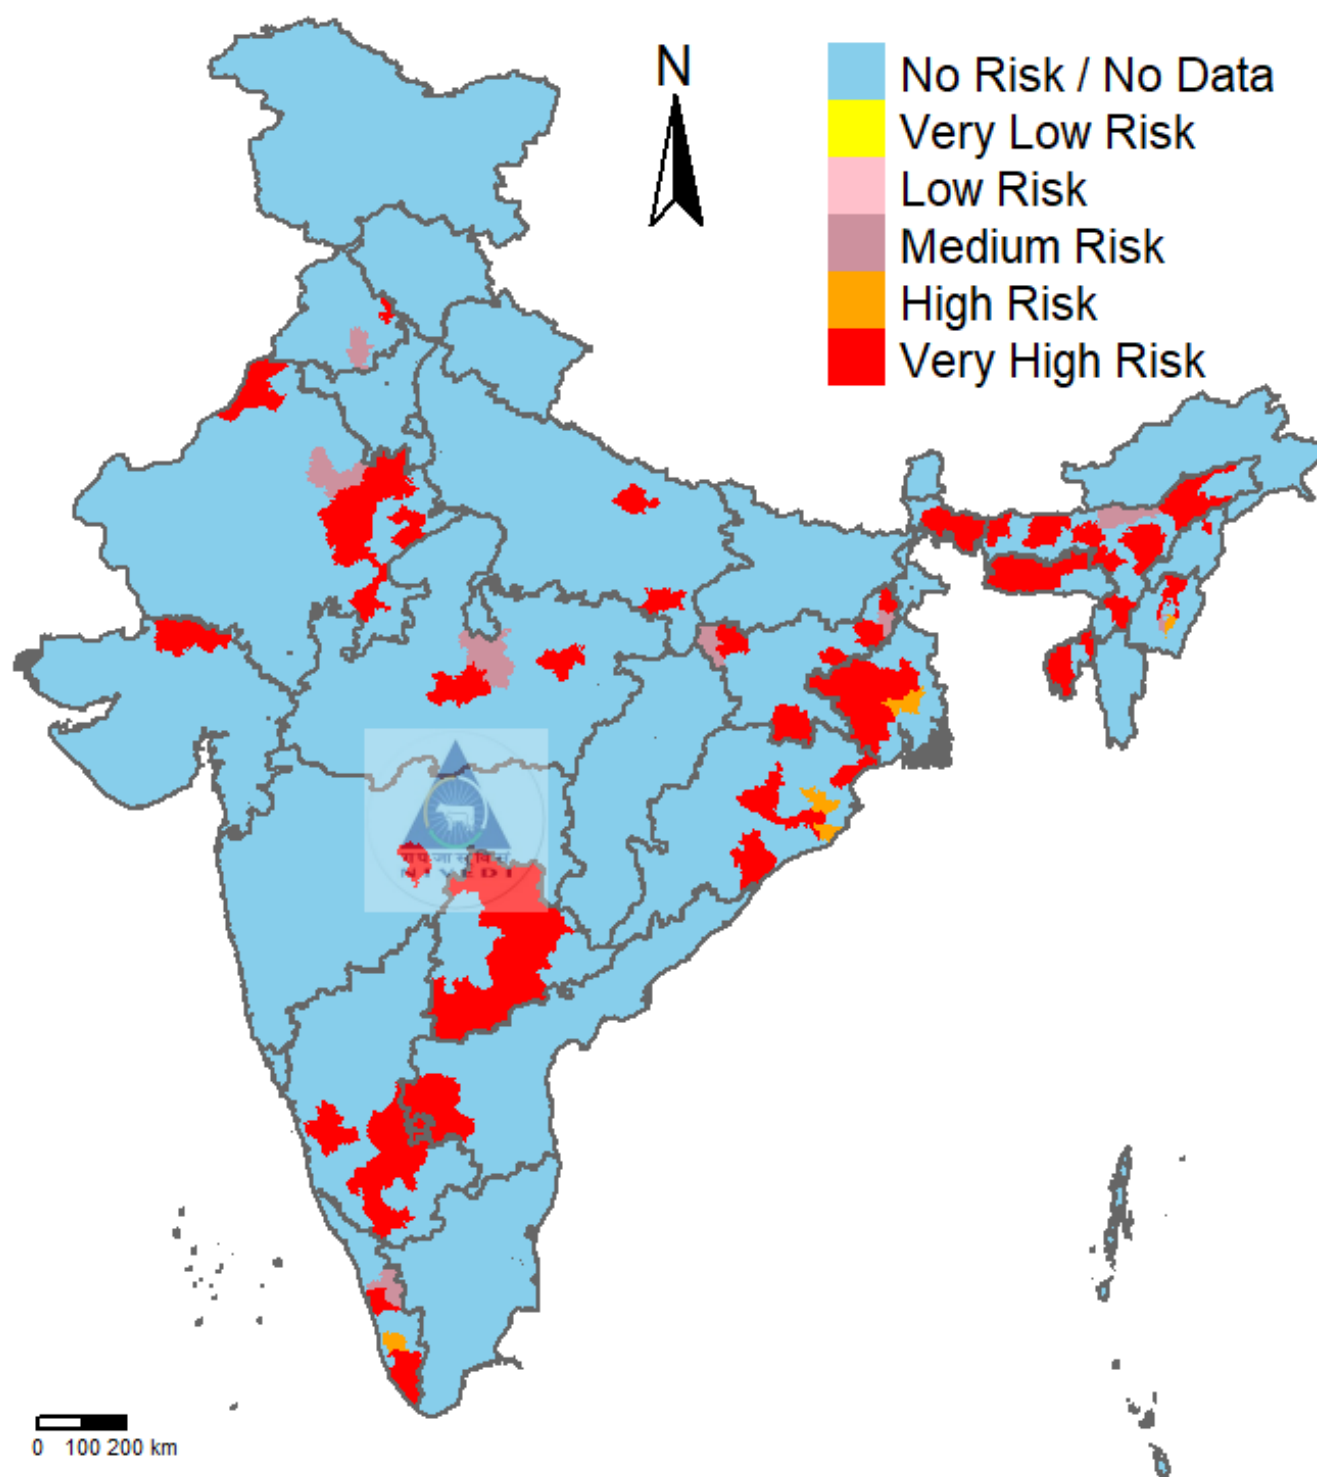 N
No Risk / No Data
Very Low Risk
Low Risk
Medium Risk
High Risk
Very High Risk
NIVEDI
0 100 200 km